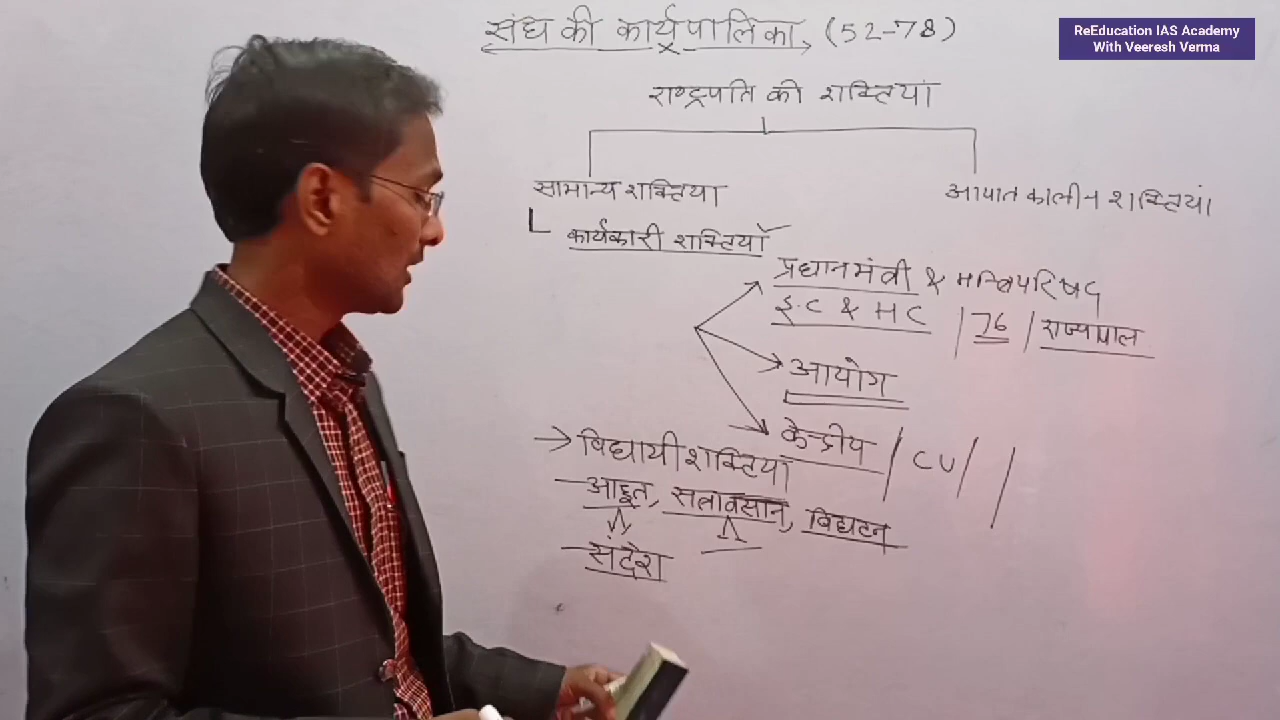 संघ की कार्यपालिका, (52-78)
ReEducation IAS Academy
With Veeresh Verma
राष्ट्रपति की शक्तियां
सामान्य शक्तिया
आपात कालीन शक्तियां
कार्यकारी शक्तियाँ
प्रधानमंत्री & मन्त्रिपरिषद
S.C & HC / 76 / राज्यपाल
आयोग
केन्द्रीय / CU /
विधायी शक्तिया
आहूत, सत्रावसान, विघटन
संदेश